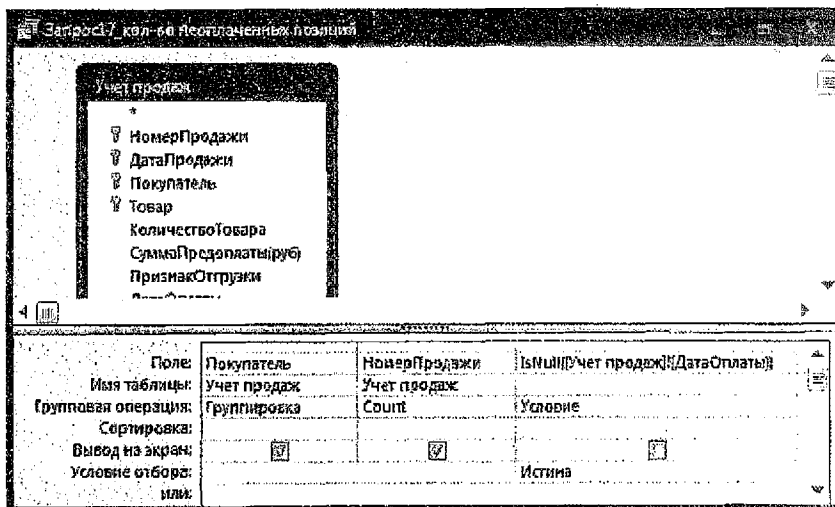 Запрос17_кол-во неоплаченных позиций
Учет продаж
*
НомерПродажи
ДатаПродажи
Покупатель
Товар
КоличествоТовара
СуммаПредоплаты(руб)
ПризнакОтгрузки
ДатаОплаты
Поле: Покупатель НомерПродажи IsNull([Учет продаж]![ДатаОплаты])
Имя таблицы: Учет продаж Учет продаж
Групповая операция: Группировка Count Условие
Сортировка:
Вывод на экран:
Условие отбора: Истина
или: